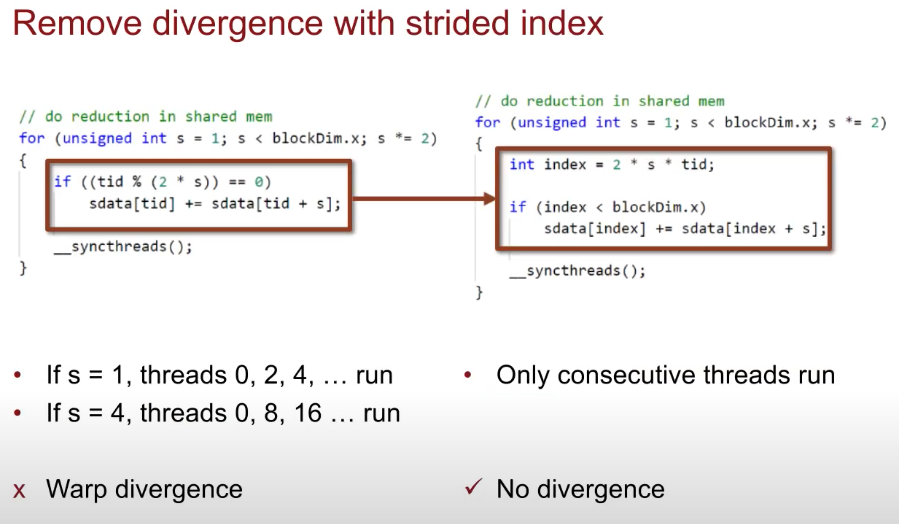 Remove divergence with strided index
// do reduction in shared mem
for (unsigned int s = 1; s < blockDim.x; s *= 2)
{
if ((tid % (2 * s)) == 0)
sdata[tid] += sdata[tid + s];
__syncthreads();
}
// do reduction in shared mem
for (unsigned int s = 1; s < blockDim.x; s *= 2)
{
int index = 2 * s * tid;
if (index < blockDim.x)
sdata[index] += sdata[index + s];
__syncthreads();
}
• If s = 1, threads 0, 2, 4, … run
• If s = 4, threads 0, 8, 16 … run
x Warp divergence
• Only consecutive threads run
✓ No divergence